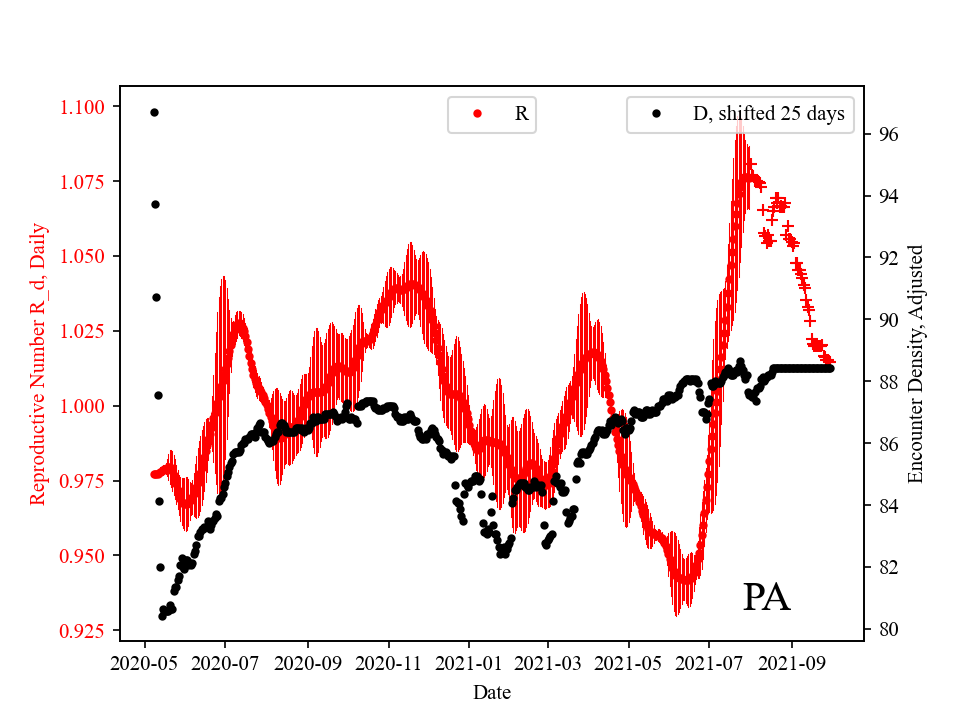 R
D, shifted 25 days
1.100
1.075
1.050
1.025
1.000
0.975
0.950
0.925
Reproductive Number R_d, Daily
96
94
92
90
88
86
84
82
80
Encounter Density, Adjusted
PA
2020-05 2020-07 2020-09 2020-11 2021-01 2021-03 2021-05 2021-07 2021-09
Date